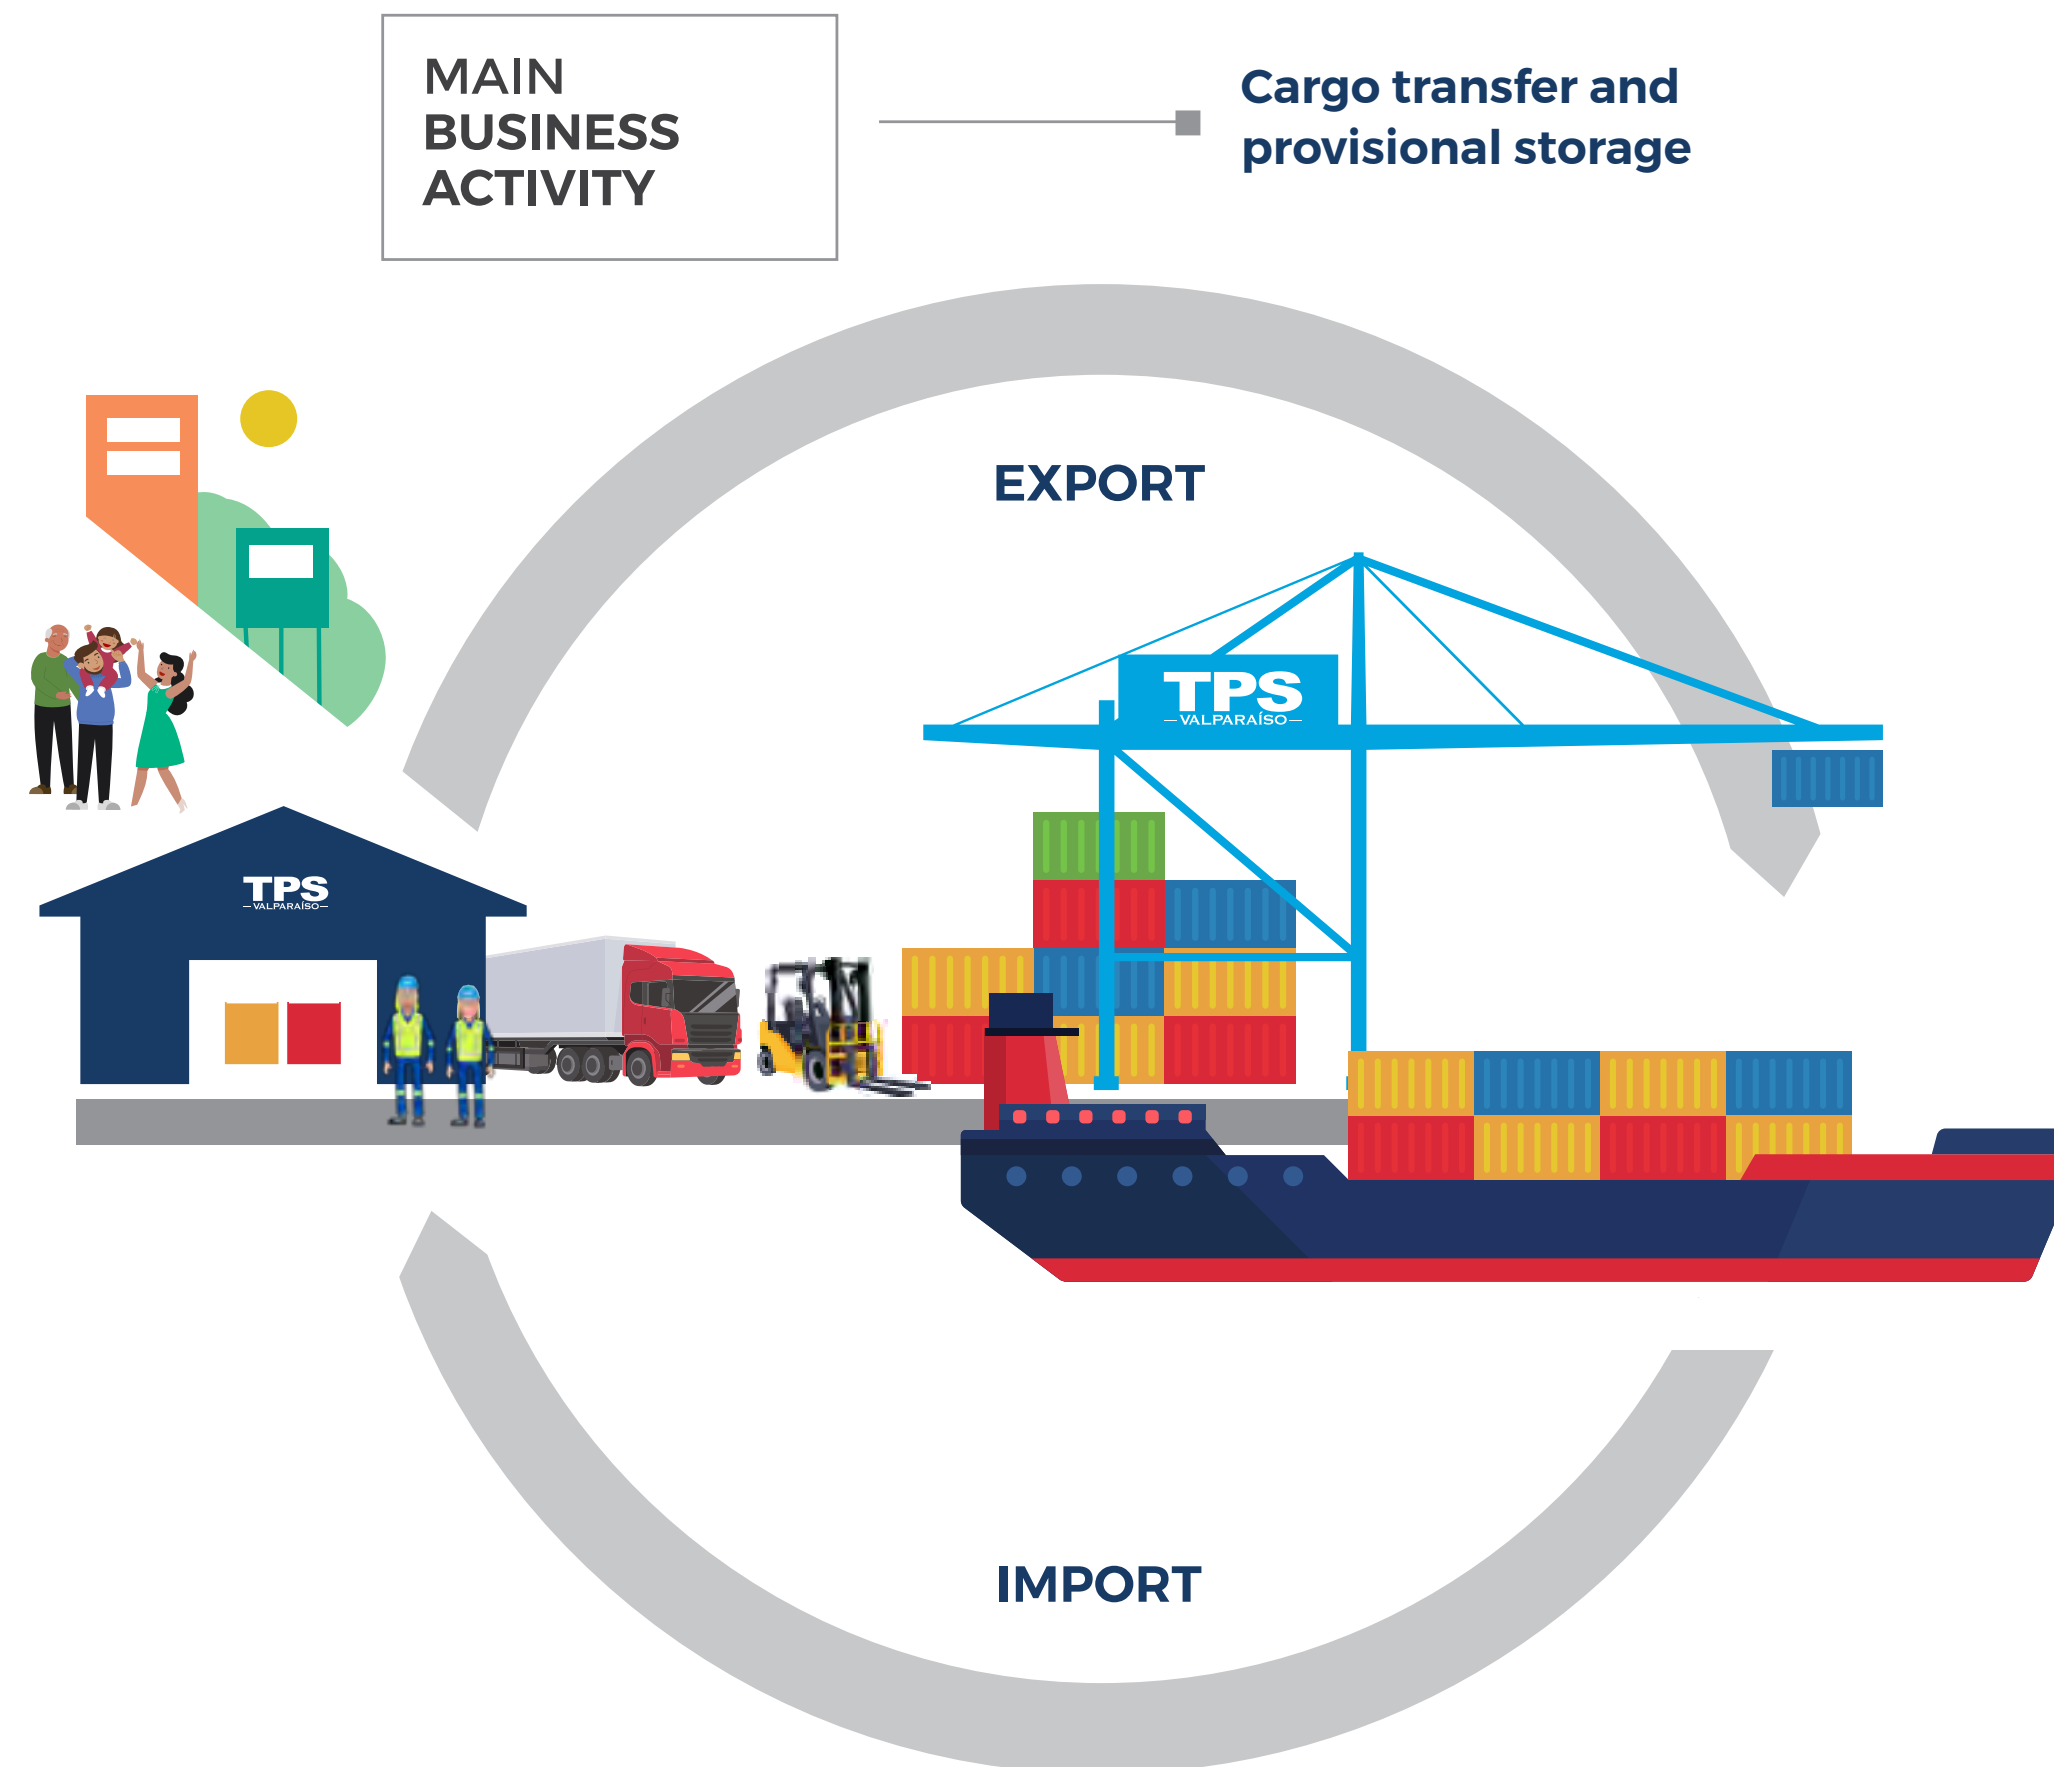 MAIN
BUSINESS
ACTIVITY
Cargo transfer and
provisional storage
EXPORT
TPS
VALPARAÍSO
TPS
VALPARAÍSO
IMPORT